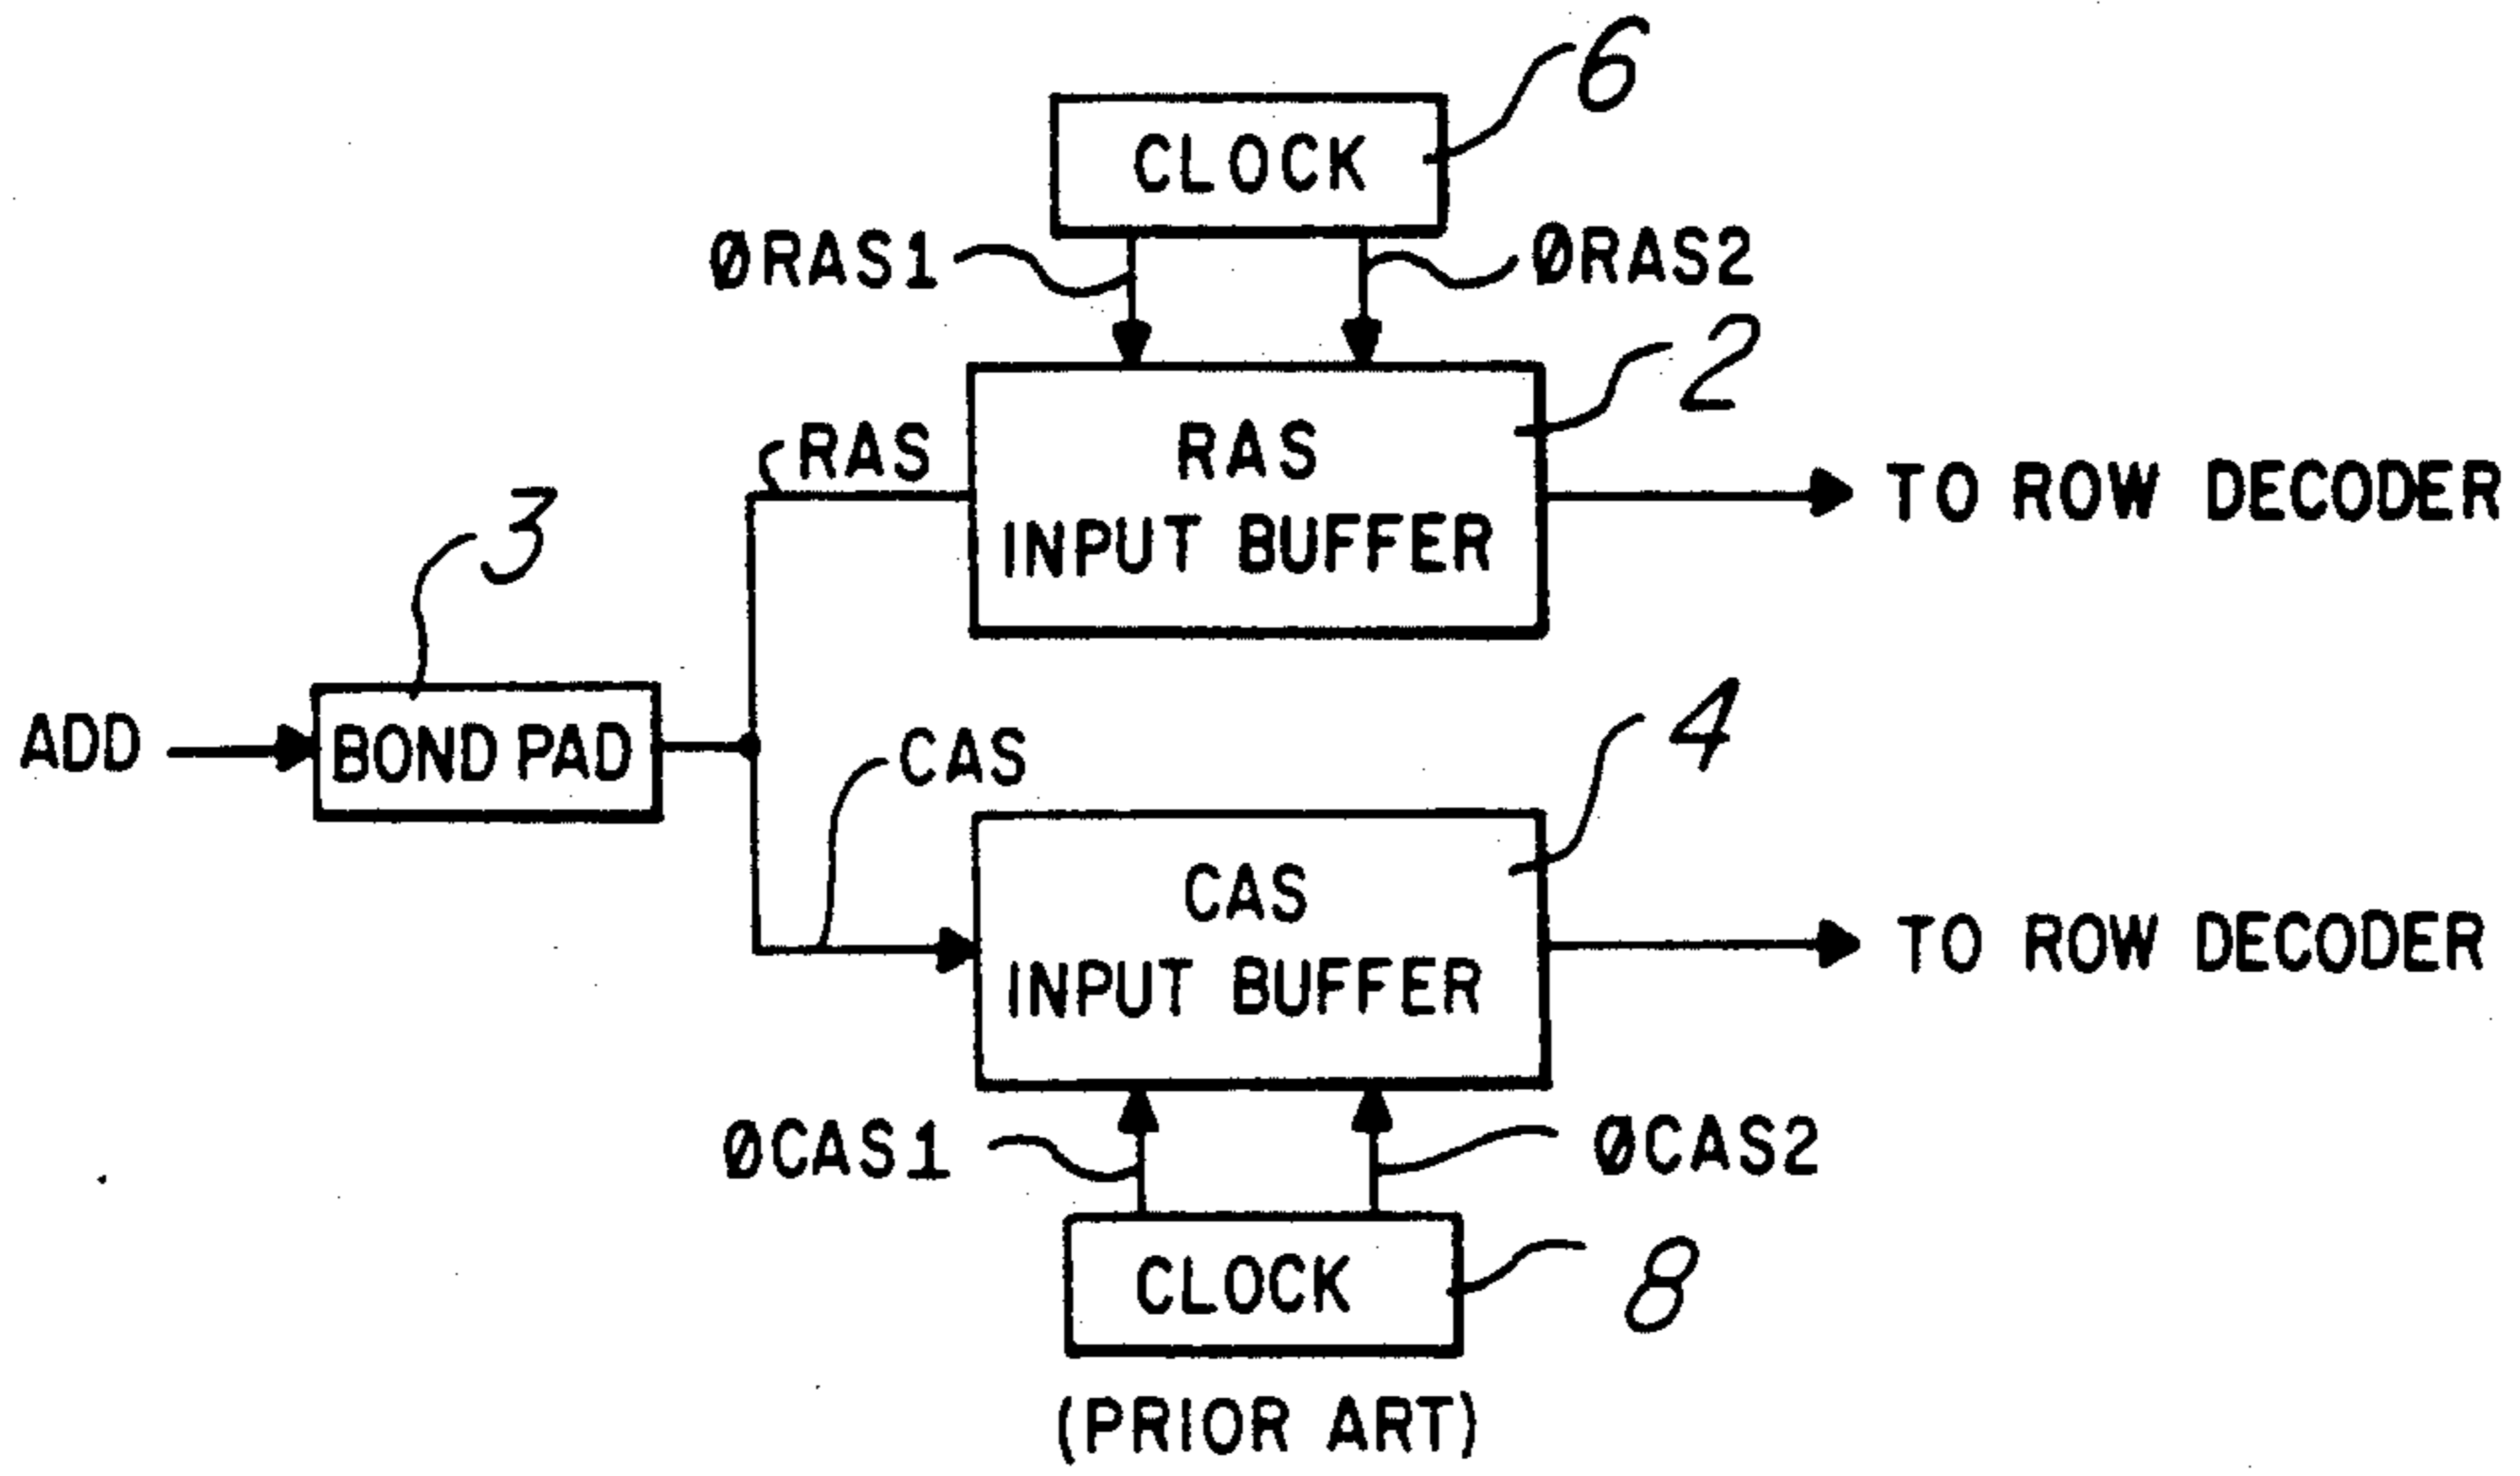 6
CLOCK
ØRAS1
ØRAS2
2
RAS
RAS
INPUT BUFFER
TO ROW DECODER
3
ADD
BOND PAD
CAS
4
CAS
INPUT BUFFER
TO ROW DECODER
ØCAS1
ØCAS2
CLOCK
8
(PRIOR ART)